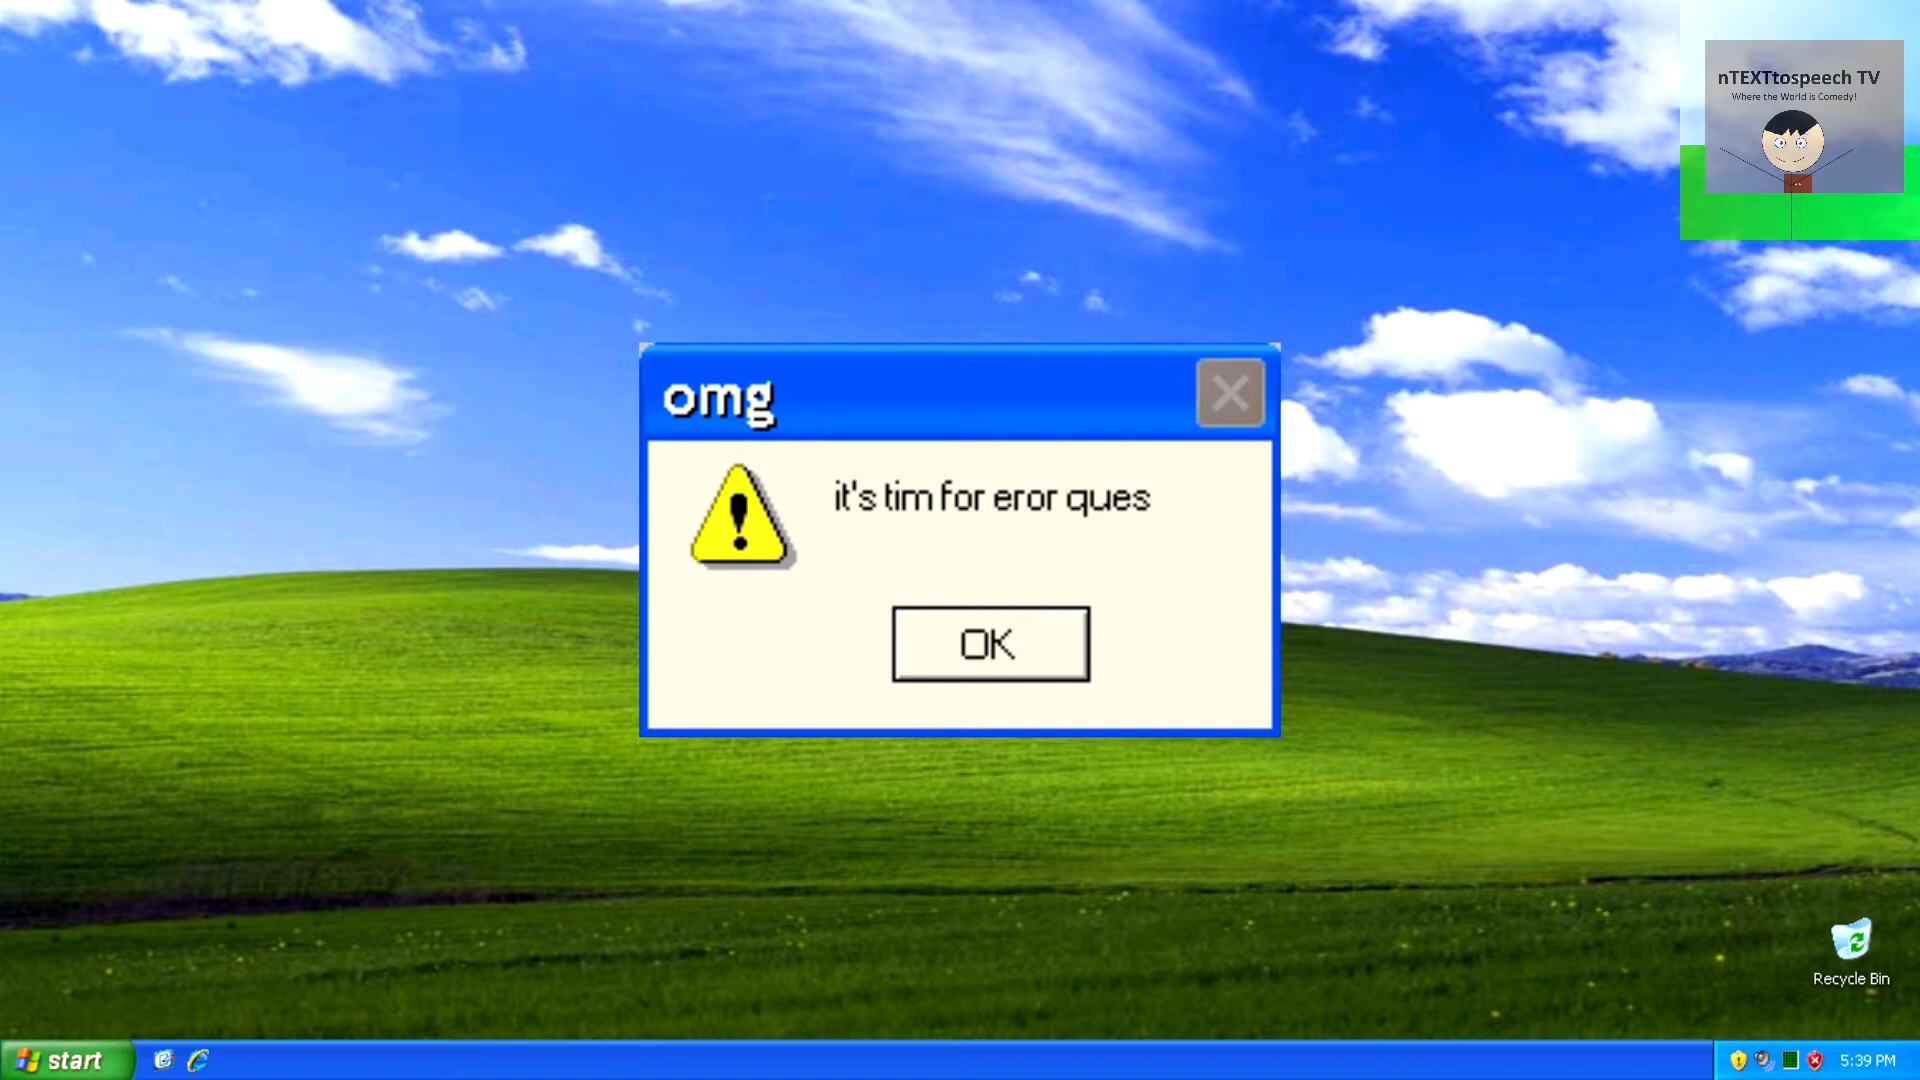 nTEXTtospeech TV
Where the World is Comedy!
omg
it's tim for eror ques
OK
Recycle Bin
start
5:39 PM